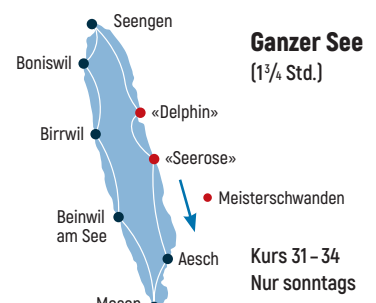 Seengen
Ganzer See
(1¾ Std.)
Boniswil
«Delphin»
Birrwil
«Seerose»
Meisterschwanden
Beinwil
am See
Aesch
Kurs 31 – 34
Nur sonntags
Mosen